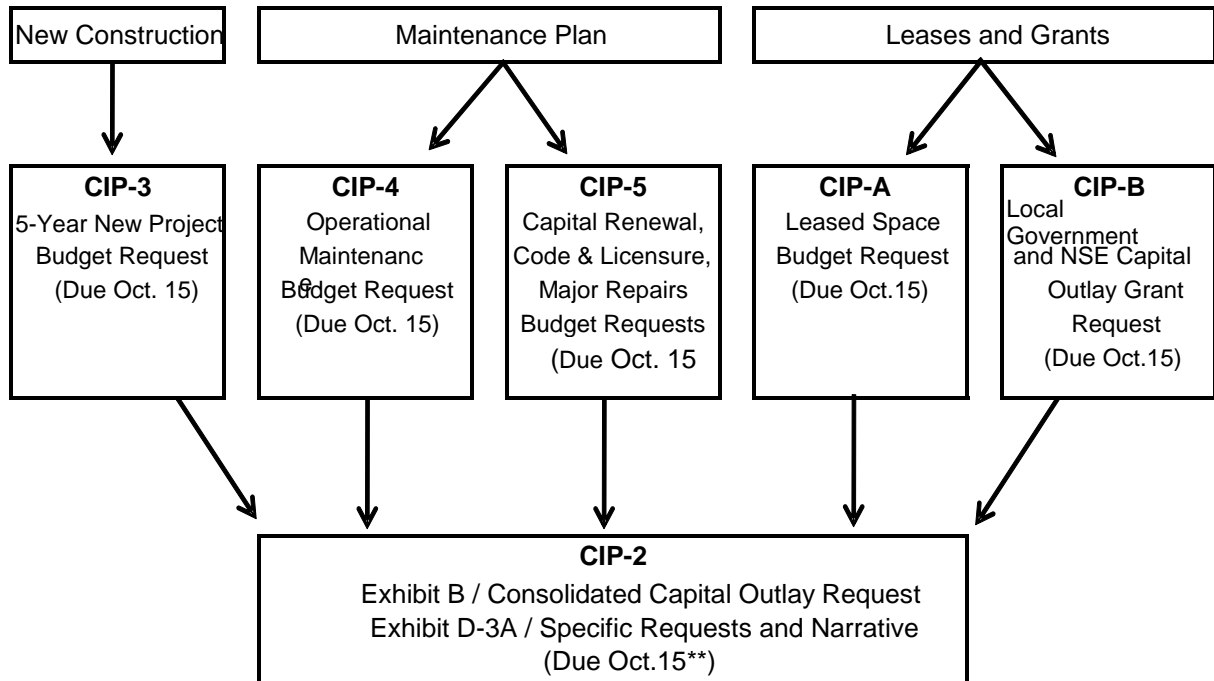 New Construction
Maintenance Plan
Leases and Grants
CIP-3
5-Year New Project
Budget Request
(Due Oct. 15)
CIP-4
Operational
Maintenanc
e
Budget Request
(Due Oct. 15)
CIP-5
Capital Renewal,
Code & Licensure,
Major Repairs
Budget Requests
(Due Oct. 15
CIP-A
Leased Space
Budget Request
(Due Oct.15)
CIP-B
Local
Government
and NSE Capital
Outlay Grant
Request
(Due Oct.15)
CIP-2
Exhibit B / Consolidated Capital Outlay Request
Exhibit D-3A / Specific Requests and Narrative
(Due Oct.15**)